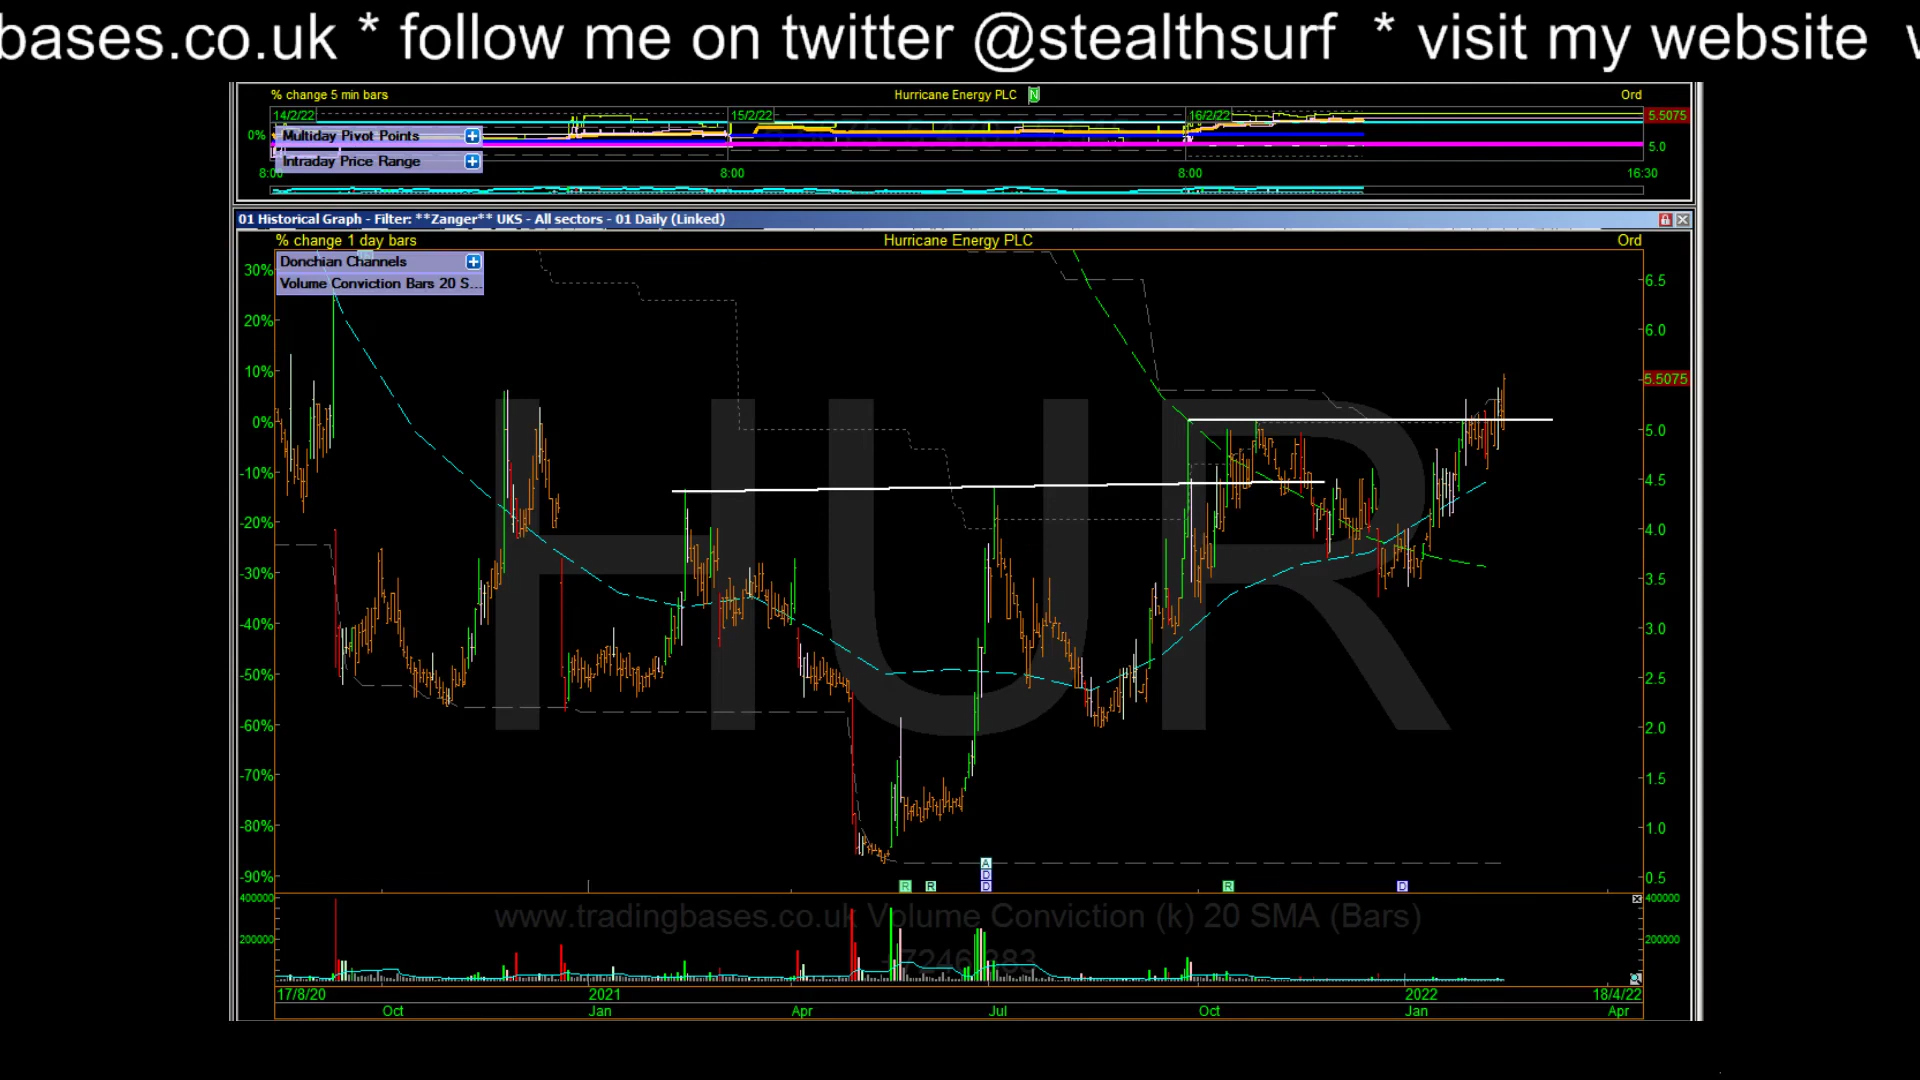 bases.co.uk * follow me on twitter @stealthsurf * visit my website
% change 5 min bars Hurricane Energy PLC N Ord
14/2/22 15/2/22 16/2/22 5.5075
0% Multiday Pivot Points
5.0
Intraday Price Range
8:00 8:00 8:00 16:30
01 Historical Graph - Filter: **Zanger** UKS - All sectors - 01 Daily (Linked)
% change 1 day bars Hurricane Energy PLC Ord
Donchian Channels
30% 6.5
Volume Conviction Bars 20 S...
20% 6.0
10% 5.5075
0% 5.0
HUR
-10% 4.5
-20% 4.0
-30% 3.5
-40% 3.0
-50% 2.5
-60% 2.0
-70% 1.5
-80% 1.0
A
D
-90% R R D R D 0.5
400000 400000
www.tradingbases.co.uk Volume Conviction (k) 20 SMA (Bars)
200000 200000
17/8/20 2021 2022 18/4/22
Oct Jan Apr Jul Oct Jan Apr